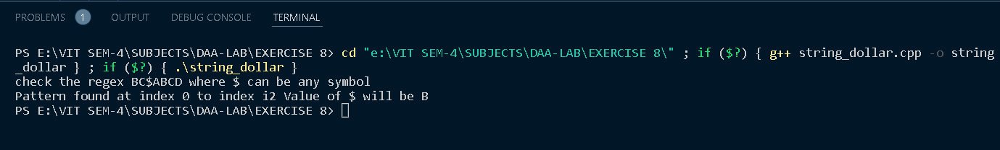 PROBLEMS 1 OUTPUT DEBUG CONSOLE TERMINAL
PS E:\VIT SEM-4\SUBJECTS\DAA-LAB\EXERCISE 8> cd "e:\VIT SEM-4\SUBJECTS\DAA-LAB\EXERCISE 8\" ; if ($?) { g++ string_dollar.cpp -o string
_dollar } ; if ($?) { .\string_dollar }
check the regex BC$ABCD where $ can be any symbol
Pattern found at index 0 to index i2 Value of $ will be B
PS E:\VIT SEM-4\SUBJECTS\DAA-LAB\EXERCISE 8>